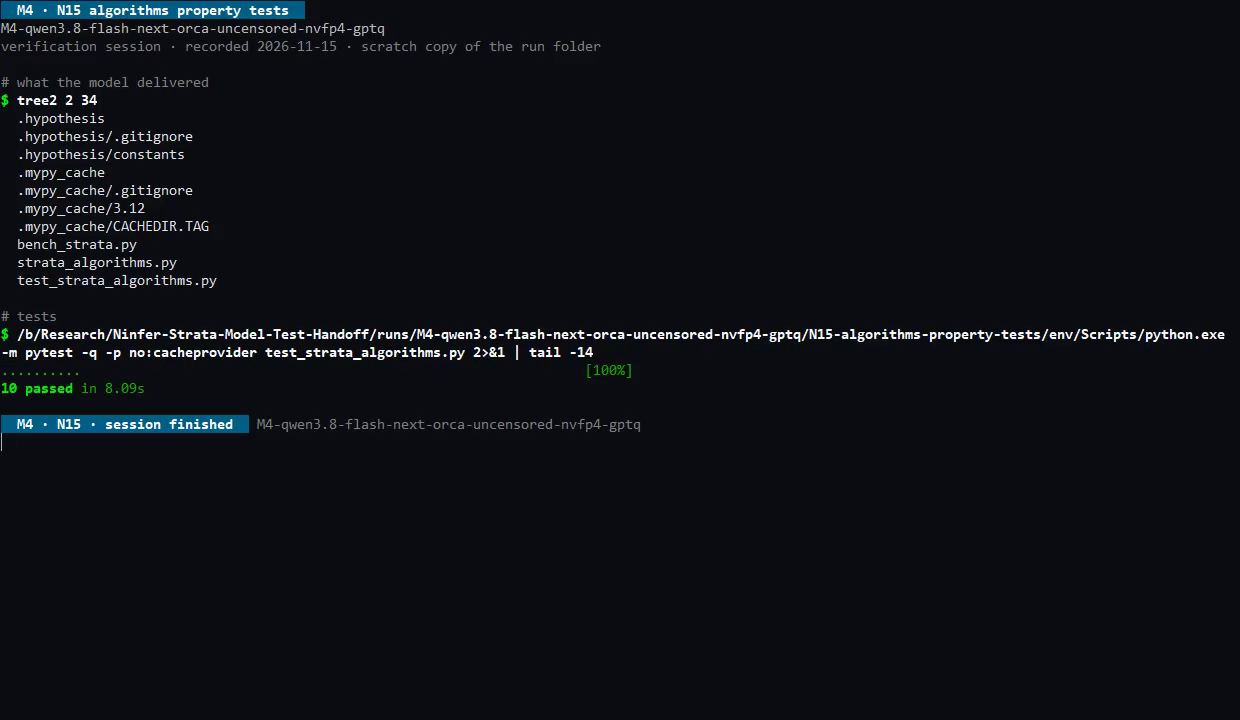 M4 · N15 algorithms property tests
M4-qwen3.8-flash-next-orca-uncensored-nvfp4-gptq
verification session · recorded 2026-11-15 · scratch copy of the run folder
# what the model delivered
$ tree2 2 34
.hypothesis
.hypothesis/.gitignore
.hypothesis/constants
.mypy_cache
.mypy_cache/.gitignore
.mypy_cache/3.12
.mypy_cache/CACHEDIR.TAG
bench_strata.py
strata_algorithms.py
test_strata_algorithms.py
# tests
$ /b/Research/Ninfer-Strata-Model-Test-Handoff/runs/M4-qwen3.8-flash-next-orca-uncensored-nvfp4-gptq/N15-algorithms-property-tests/env/Scripts/python.exe
-m pytest -q -p no:cacheprovider test_strata_algorithms.py 2>&1 | tail -14
.......... [100%]
10 passed in 8.09s
M4 · N15 · session finished M4-qwen3.8-flash-next-orca-uncensored-nvfp4-gptq